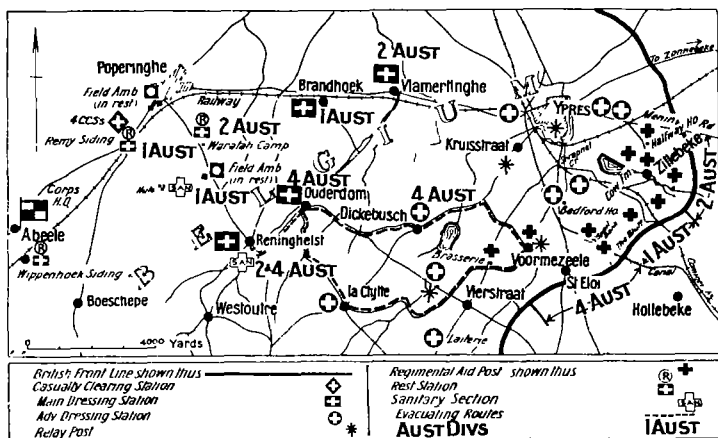 2 AUST
Poperinghe
Field Amb
(in rest)
Brandhoek
Vlamertinghe
To Zonnebeke
4 CCSs
Railway
1 AUST
YPRES
Menin Rd
Halfway Ho
Remy Siding
1 AUST
2 AUST
Waratah Camp
Kruisstraat
Zillebeke
Field Amb
(in rest)
4 AUST
Corps
H.Q.
1 AUST
Ouderdom
4 AUST
2 AUST
Abeele
Dickebusch
Bedford Ho
The Bluff
Reninghelst
1 AUST
Wippenhoek Siding
2 & 4 AUST
Brasserie
Voormezeele
Canal
St Eloi
4 AUST
Boeschepe
Westoutre
La Clytte
Vierstraat
Hollebeke
Laiterie
4000 Yards
BELGIUM
British Front Line shown thus
Casualty Clearing Station
Main Dressing Station
Adv Dressing Station
Relay Post
Regimental Aid Post shown thus
Rest Station
Sanitary Section
Evacuating Routes
AUST DIVS 1 AUST